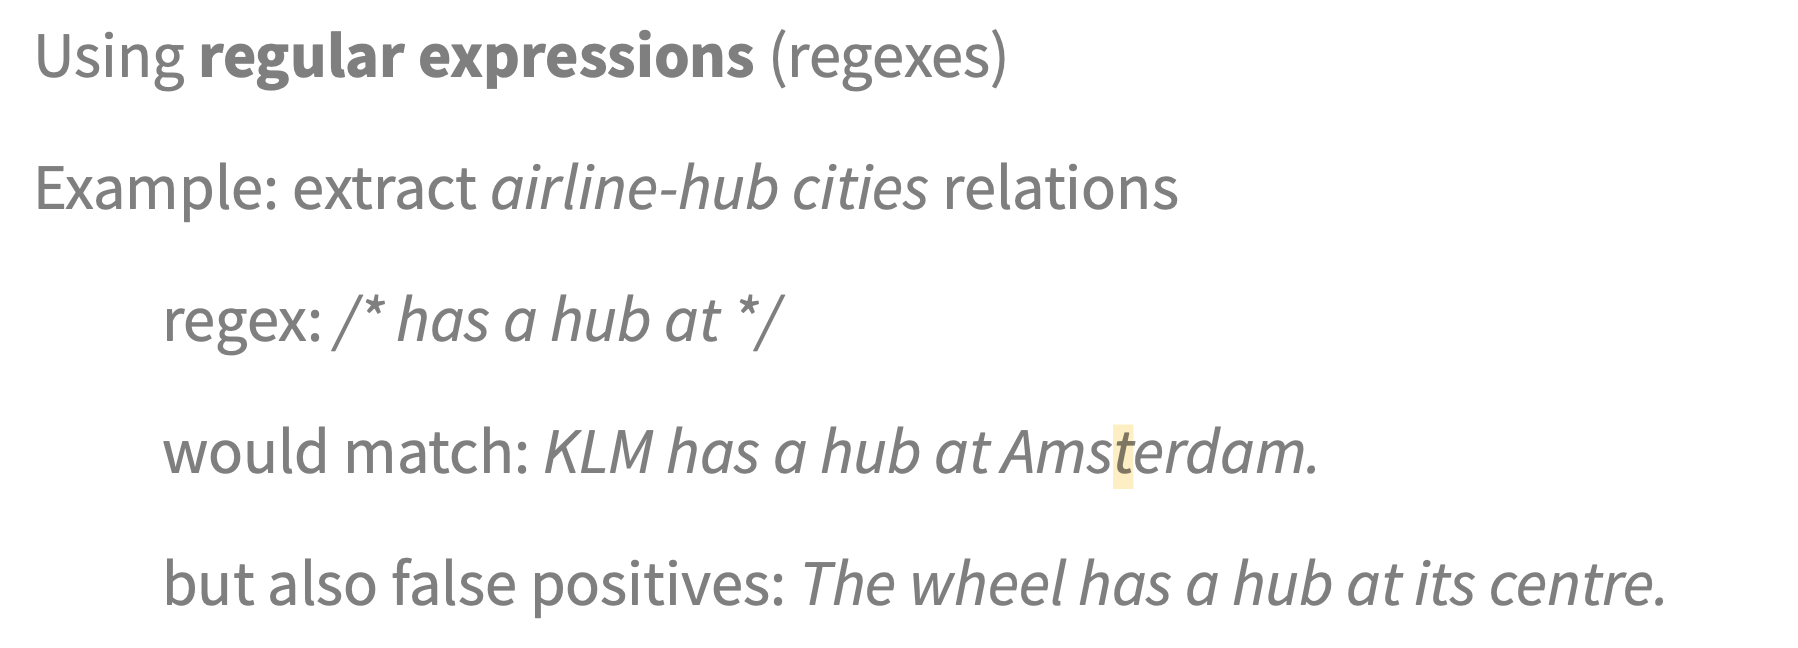 Using regular expressions (regexes)
Example: extract airline-hub cities relations
regex: /* has a hub at */
would match: KLM has a hub at Amsterdam.
but also false positives: The wheel has a hub at its centre.